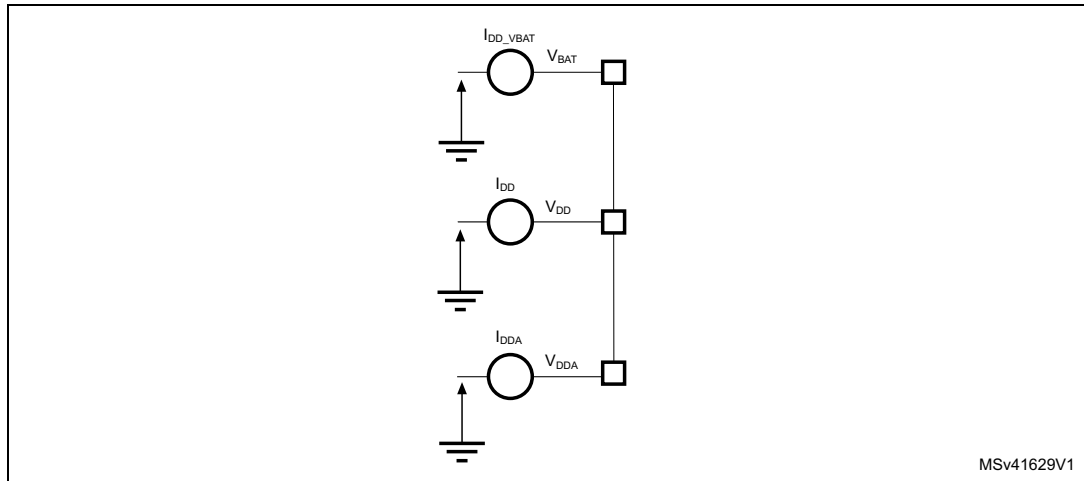 I_DD_VBAT
V_BAT
I_DD
V_DD
I_DDA
V_DDA
MSv41629V1